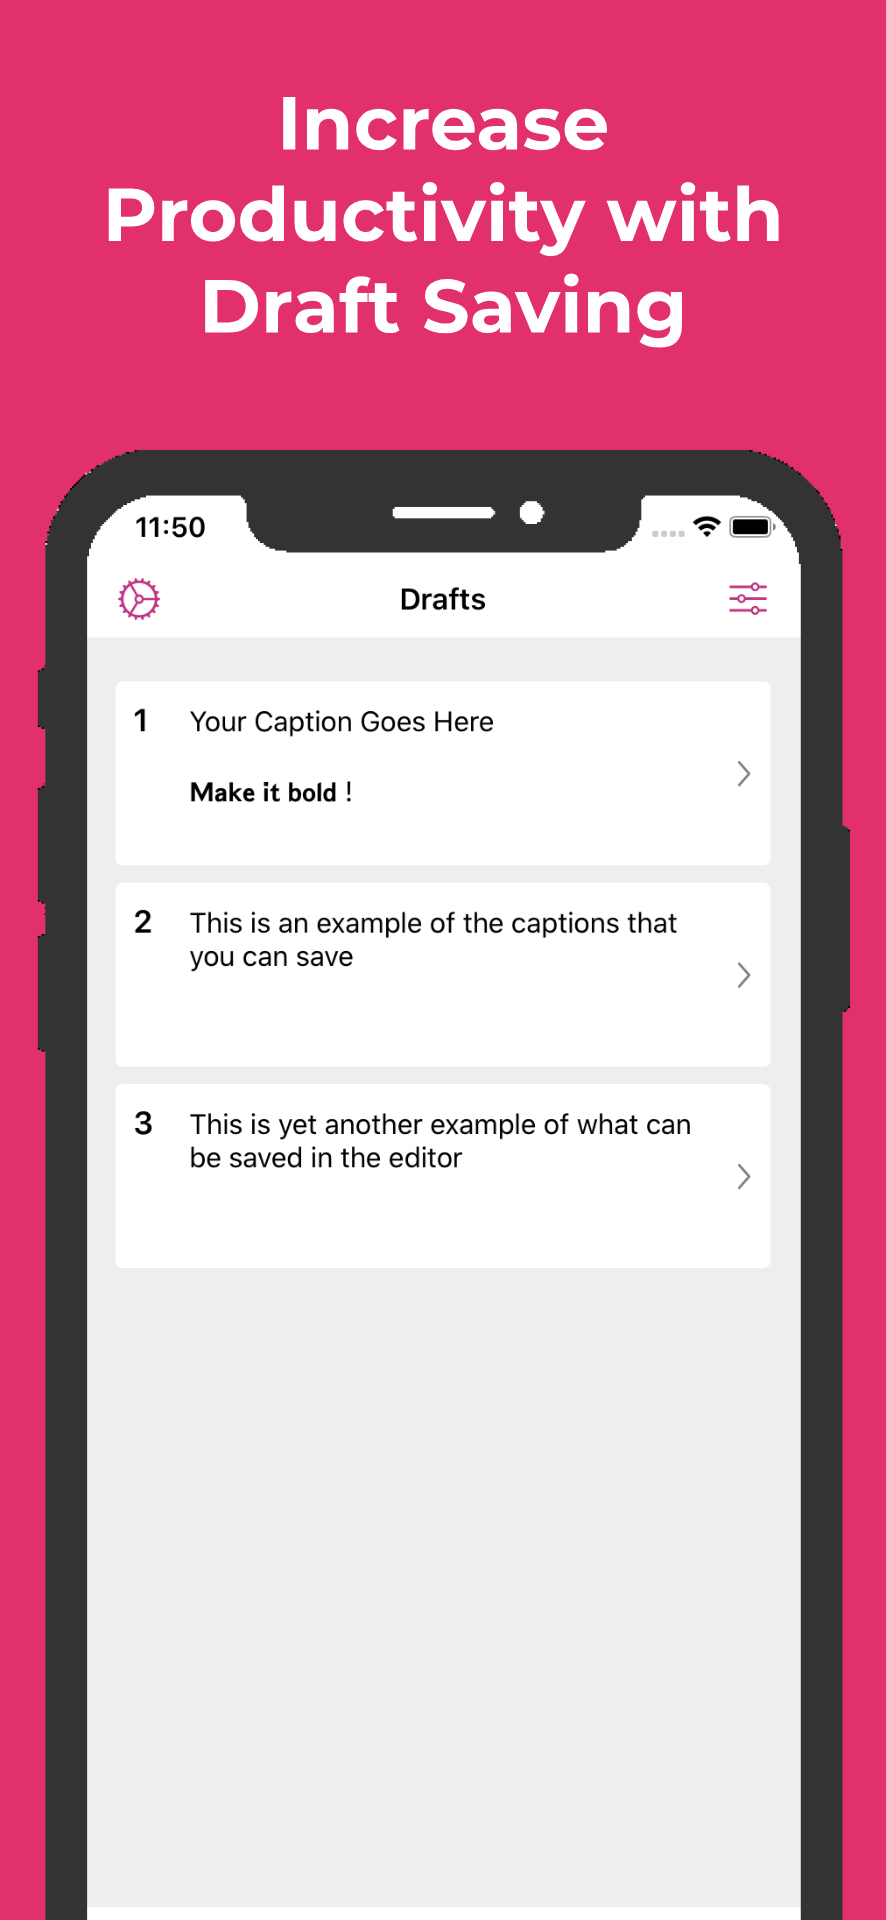 Increase
Productivity with
Draft Saving
11:50
Drafts
1 Your Caption Goes Here
Make it bold !
2 This is an example of the captions that
you can save
3 This is yet another example of what can
be saved in the editor